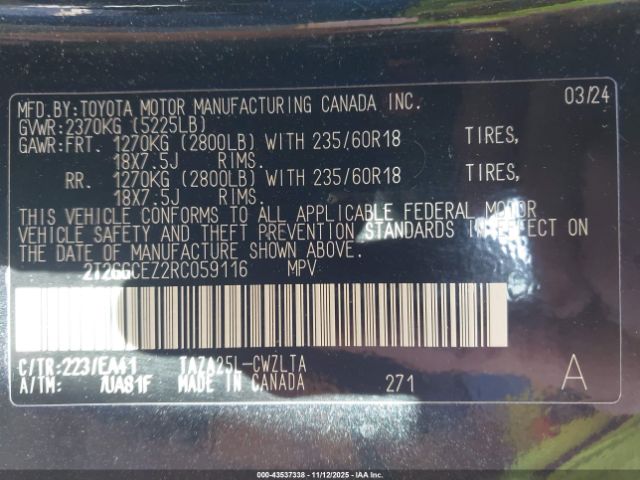 MFD.BY:TOYOTA MOTOR MANUFACTURING CANADA INC. 03/24
GVWR:2370KG (5225LB)
GAWR:FRT. 1270KG (2800LB) WITH 235/60R18 TIRES,
18X7.5J RIMS.
RR. 1270KG (2800LB) WITH 235/60R18 TIRES,
18X7.5J RIMS.
THIS VEHICLE CONFORMS TO ALL APPLICABLE FEDERAL MOTOR
VEHICLE SAFETY AND THEFT PREVENTION STANDARDS IN EFFECT ON
THE DATE OF MANUFACTURE SHOWN ABOVE.
2T2GGCEZ2RC059116 MPV
C/TR:223/EA41 TAZA25L-CWZLTA
A/TM: /UA81F MADE IN CANADA 271 A
000-43537338 - 11/12/2025 - IAA Inc.